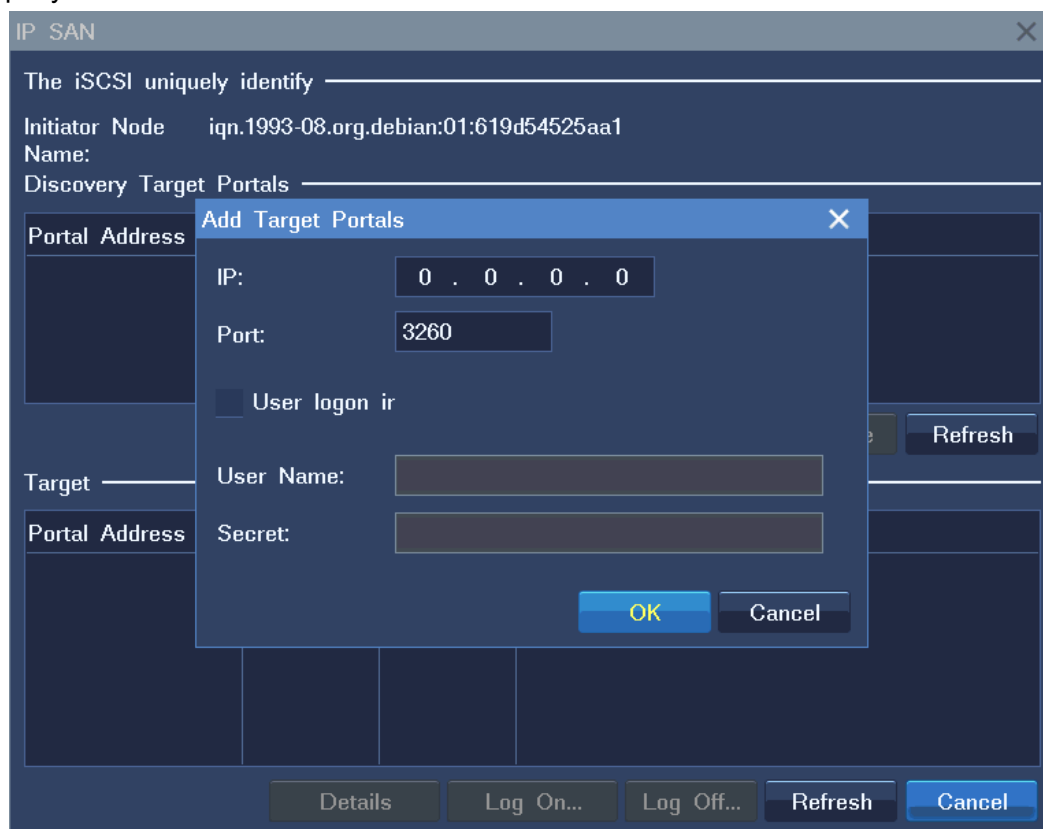 IP SAN
The iSCSI uniquely identify
Initiator Node Name: iqn.1993-08.org.debian:01:619d54525aa1
Discovery Target Portals
Portal Address
Add Target Portals
IP: 0 . 0 . 0 . 0
Port: 3260
User logon ir
Refresh
User Name:
Target
Portal Address
Secret:
OK Cancel
Details Log On... Log Off... Refresh Cancel